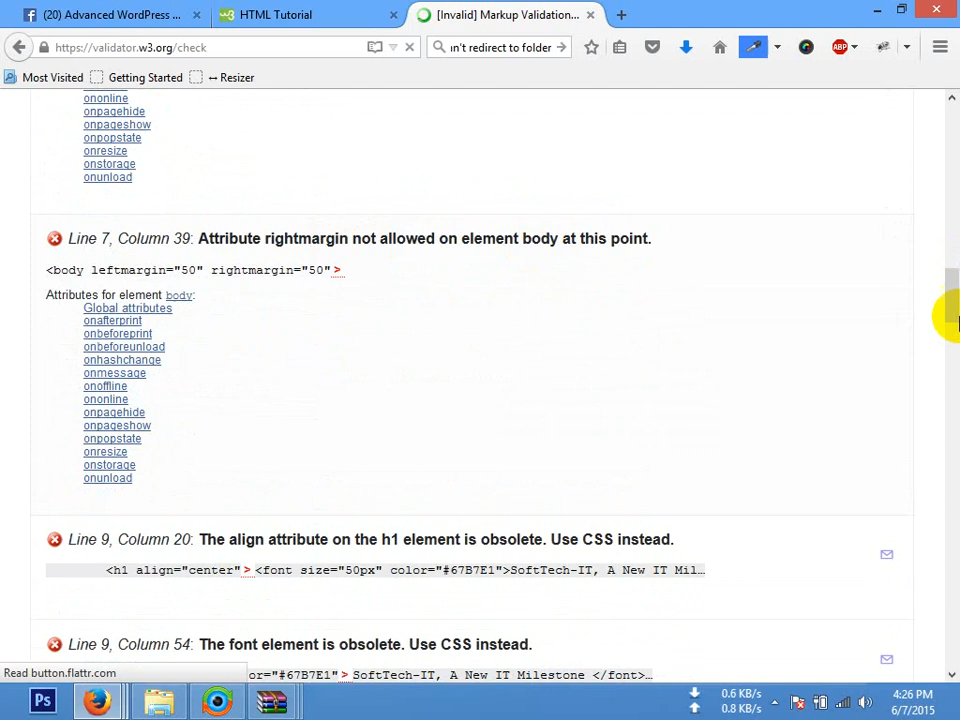 (20) Advanced WordPress ... HTML Tutorial [Invalid] Markup Validation...
https://validator.w3.org/check ın't redirect to folder ABP
Most Visited Getting Started ↔ Resizer
ononline
onpagehide
onpageshow
onpopstate
onresize
onstorage
onunload
Line 7, Column 39: Attribute rightmargin not allowed on element body at this point.
<body leftmargin="50" rightmargin="50">
Attributes for element body:
Global attributes
onafterprint
onbeforeprint
onbeforeunload
onhashchange
onmessage
onoffline
ononline
onpagehide
onpageshow
onpopstate
onresize
onstorage
onunload
Line 9, Column 20: The align attribute on the h1 element is obsolete. Use CSS instead.
<h1 align="center"><font size="50px" color="#67B7E1">SoftTech-IT, A New IT Mil…
Line 9, Column 54: The font element is obsolete. Use CSS instead.
or="#67B7E1">SoftTech-IT, A New IT Milestone </font>…
Read button.flattr.com
Ps 0.6 KB/s 4:26 PM
0.8 KB/s 6/7/2015